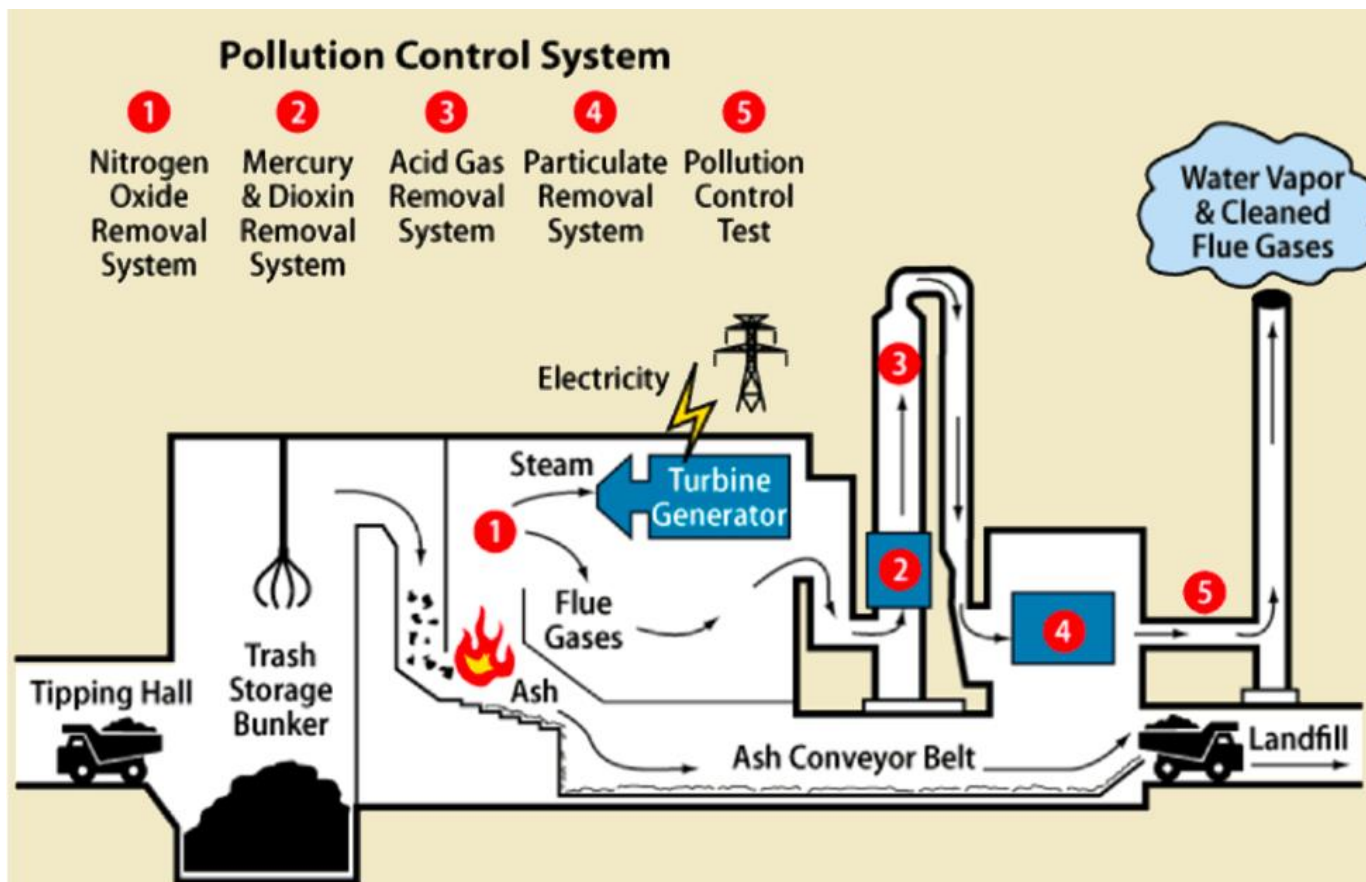 Pollution Control System
1
Nitrogen
Oxide
Removal
System
2
Mercury
& Dioxin
Removal
System
3
Acid Gas
Removal
System
4
Particulate
Removal
System
5
Pollution
Control
Test
Water Vapor
& Cleaned
Flue Gases
3
Electricity
Steam
Turbine
Generator
1
2
Flue
Gases
5
4
Trash
Storage
Bunker
Tipping Hall
Ash
Ash Conveyor Belt
Landfill